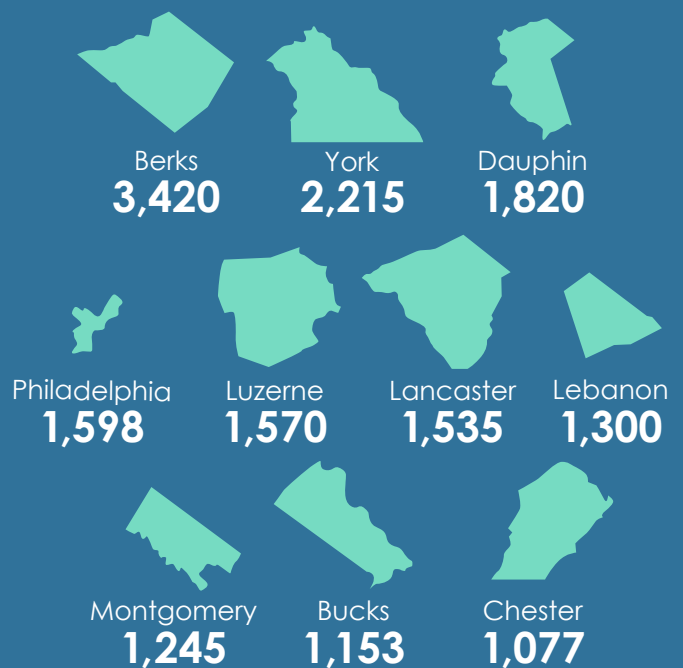 Berks York Dauphin
3,420 2,215 1,820
Philadelphia Luzerne Lancaster Lebanon
1,598 1,570 1,535 1,300
Montgomery Bucks Chester
1,245 1,153 1,077